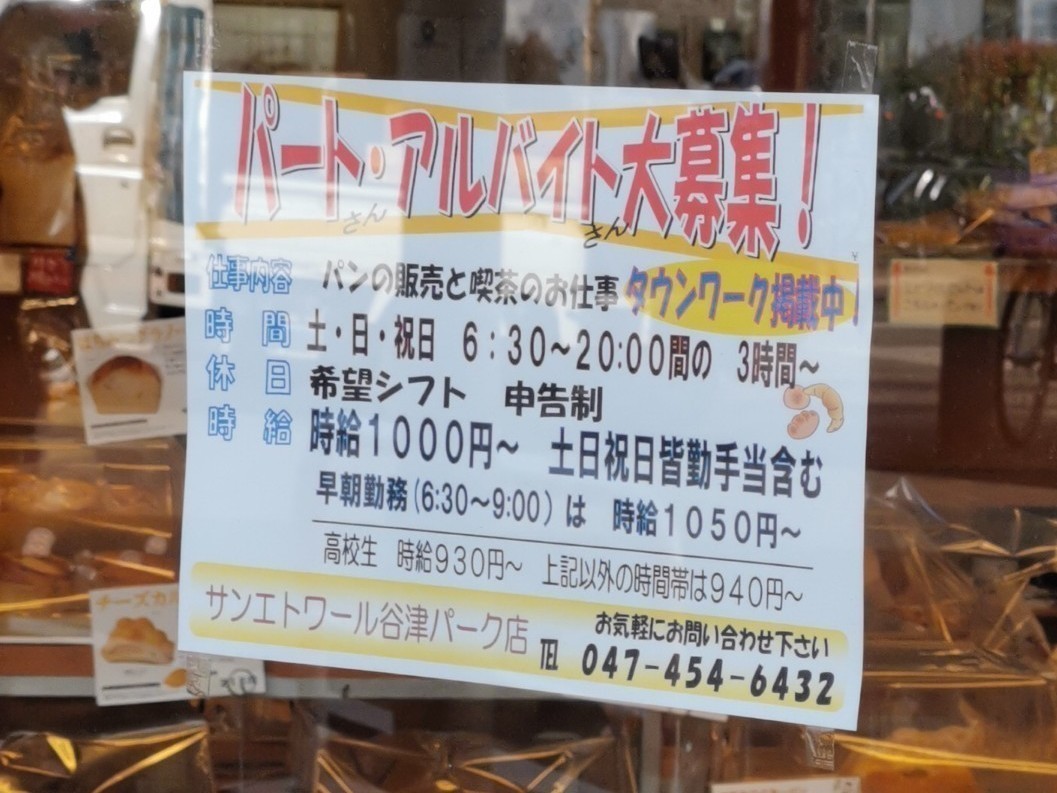 パート・アルバイト大募集！
さん さん
仕事内容 パンの販売と喫茶のお仕事 タウンワーク掲載中！
時間 土・日・祝日 6：30～20:00間の 3時間～
休日 希望シフト 申告制
時給 時給1000円～ 土日祝日皆勤手当含む
早朝勤務(6:30～9:00)は 時給1050円～
高校生 時給930円～ 上記以外の時間帯は940円～
サンエトワール谷津パーク店
お気軽にお問い合わせ下さい
℡ 047-454-6432